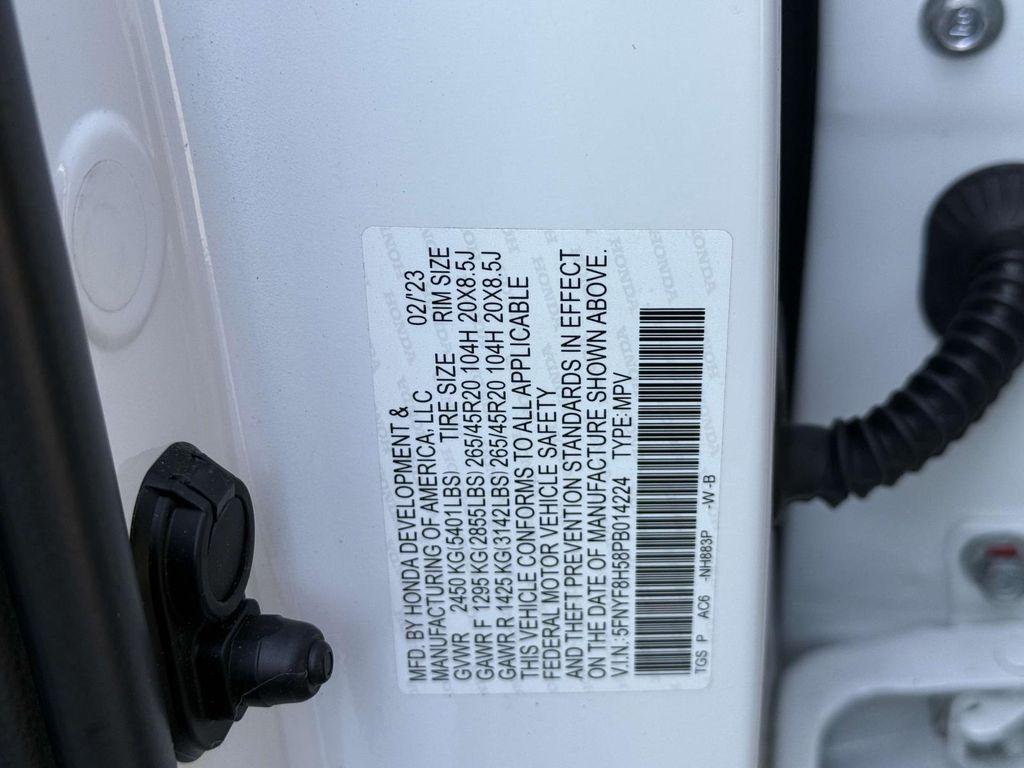 MFD. BY HONDA DEVELOPMENT &
MANUFACTURING OF AMERICA, LLC 02/'23
GVWR 2450 KG(5401LBS) TIRE SIZE RIM SIZE
GAWR F 1295 KG(2855LBS) 265/45R20 104H 20X8.5J
GAWR R 1425 KG(3142LBS) 265/45R20 104H 20X8.5J
THIS VEHICLE CONFORMS TO ALL APPLICABLE
FEDERAL MOTOR VEHICLE SAFETY
AND THEFT PREVENTION STANDARDS IN EFFECT
ON THE DATE OF MANUFACTURE SHOWN ABOVE.
V.I.N.: 5FNYF8H58PB014224 TYPE: MPV
TGS P AC6 -NH883P -W -B